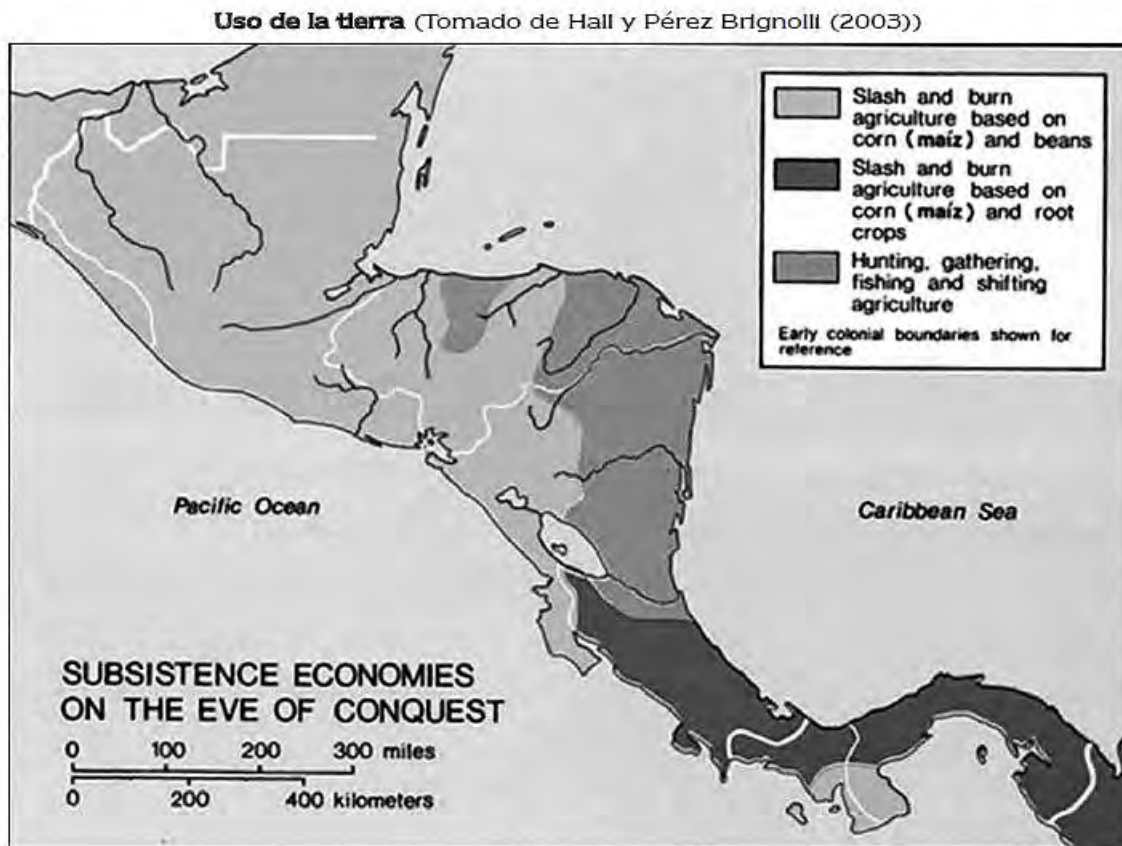 Uso de la tierra (Tomado de Hall y Pérez Brignolli (2003))
Slash and burn
agriculture based on
corn (maíz) and beans
Slash and burn
agriculture based on
corn (maíz) and root
crops
Hunting, gathering,
fishing and shifting
agriculture
Early colonial boundaries shown for
reference
Pacific Ocean
Caribbean Sea
SUBSISTENCE ECONOMIES
ON THE EVE OF CONQUEST
0 100 200 300 miles
0 200 400 kilometers